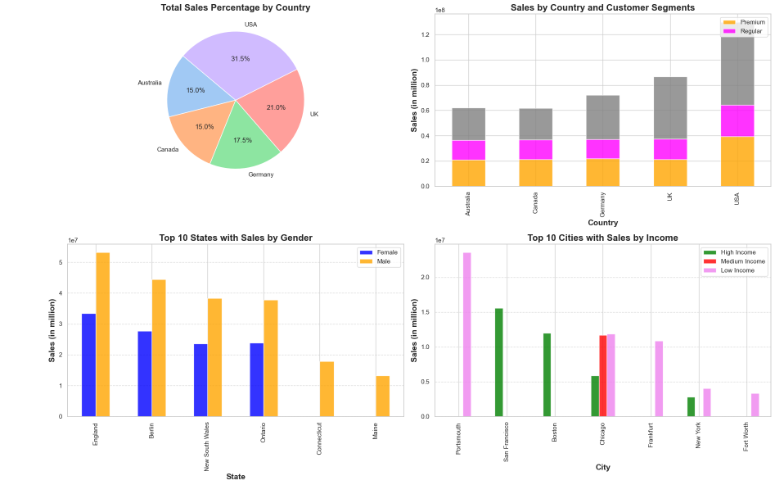 Total Sales Percentage by Country
USA
31.5%
Australia
15.0%
Canada
15.0%
Germany
17.5%
UK
21.0%
Sales by Country and Customer Segments
1e8
Premium
Regular
Sales (in million)
1.2
1.0
0.8
0.6
0.4
0.2
0.0
Australia
Canada
Germany
UK
USA
Country
Top 10 States with Sales by Gender
1e7
Female
Male
Sales (in million)
5
4
3
2
1
0
England
Berlin
New South Wales
Ontario
Connecticut
Maine
State
Top 10 Cities with Sales by Income
1e7
High Income
Medium Income
Low Income
Sales (in million)
2.0
1.5
1.0
0.5
0.0
Portsmouth
San Francisco
Boston
Chicago
Frankfurt
New York
Fort Worth
City